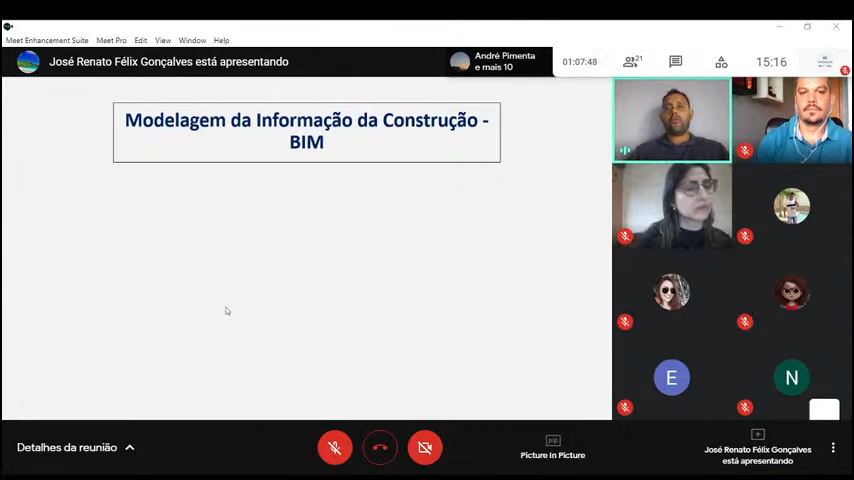 Meet Enhancement Suite Meet Pro Edit View Window Help
José Renato Félix Gonçalves está apresentando
André Pimenta
e mais 10
01:07:48
21
15:16
Modelagem da Informação da Construção -
BIM
E
N
Detalhes da reunião
pip
Picture In Picture
José Renato Félix Gonçalves
está apresentando